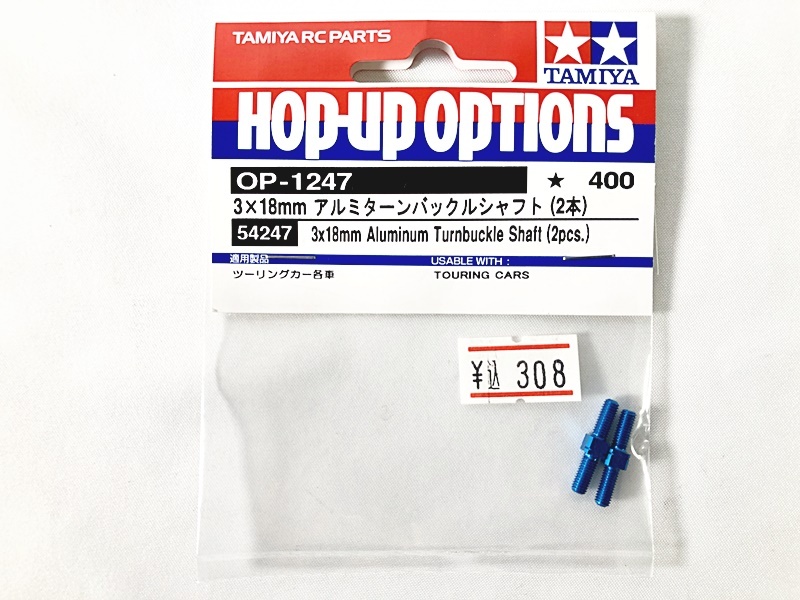 TAMIYA RC PARTS
TAMIYA
HOP-UP OPTIONS
OP-1247 ★ 400
3×18mm アルミターンバックルシャフト (2本)
54247 3x18mm Aluminum Turnbuckle Shaft (2pcs.)
適用製品 USABLE WITH :
ツーリングカー各車 TOURING CARS
¥込 308